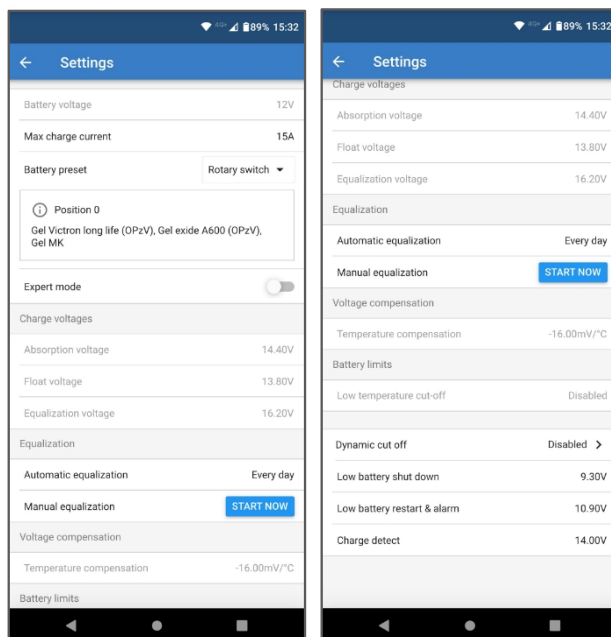 4G+ 89% 15:32
Settings
Battery voltage 12V
Max charge current 15A
Battery preset Rotary switch
Position 0
Gel Victron long life (OPzV), Gel exide A600 (OPzV),
Gel MK
Expert mode
Charge voltages
Absorption voltage 14.40V
Float voltage 13.80V
Equalization voltage 16.20V
Equalization
Automatic equalization Every day
Manual equalization START NOW
Voltage compensation
Temperature compensation -16.00mV/°C
Battery limits
4G+ 89% 15:32
Settings
Charge voltages
Absorption voltage 14.40V
Float voltage 13.80V
Equalization voltage 16.20V
Equalization
Automatic equalization Every day
Manual equalization START NOW
Voltage compensation
Temperature compensation -16.00mV/°C
Battery limits
Low temperature cut-off Disabled
Dynamic cut off Disabled
Low battery shut down 9.30V
Low battery restart & alarm 10.90V
Charge detect 14.00V